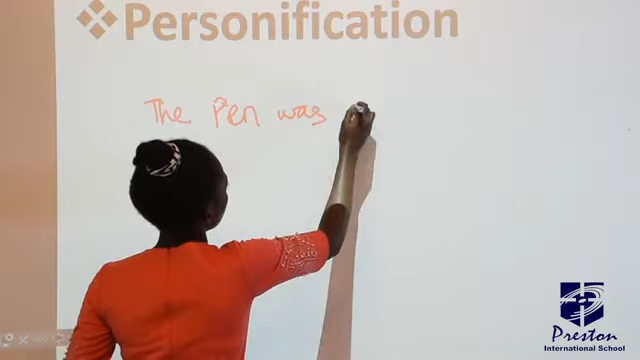 Personification
The Pen was
Preston
International School